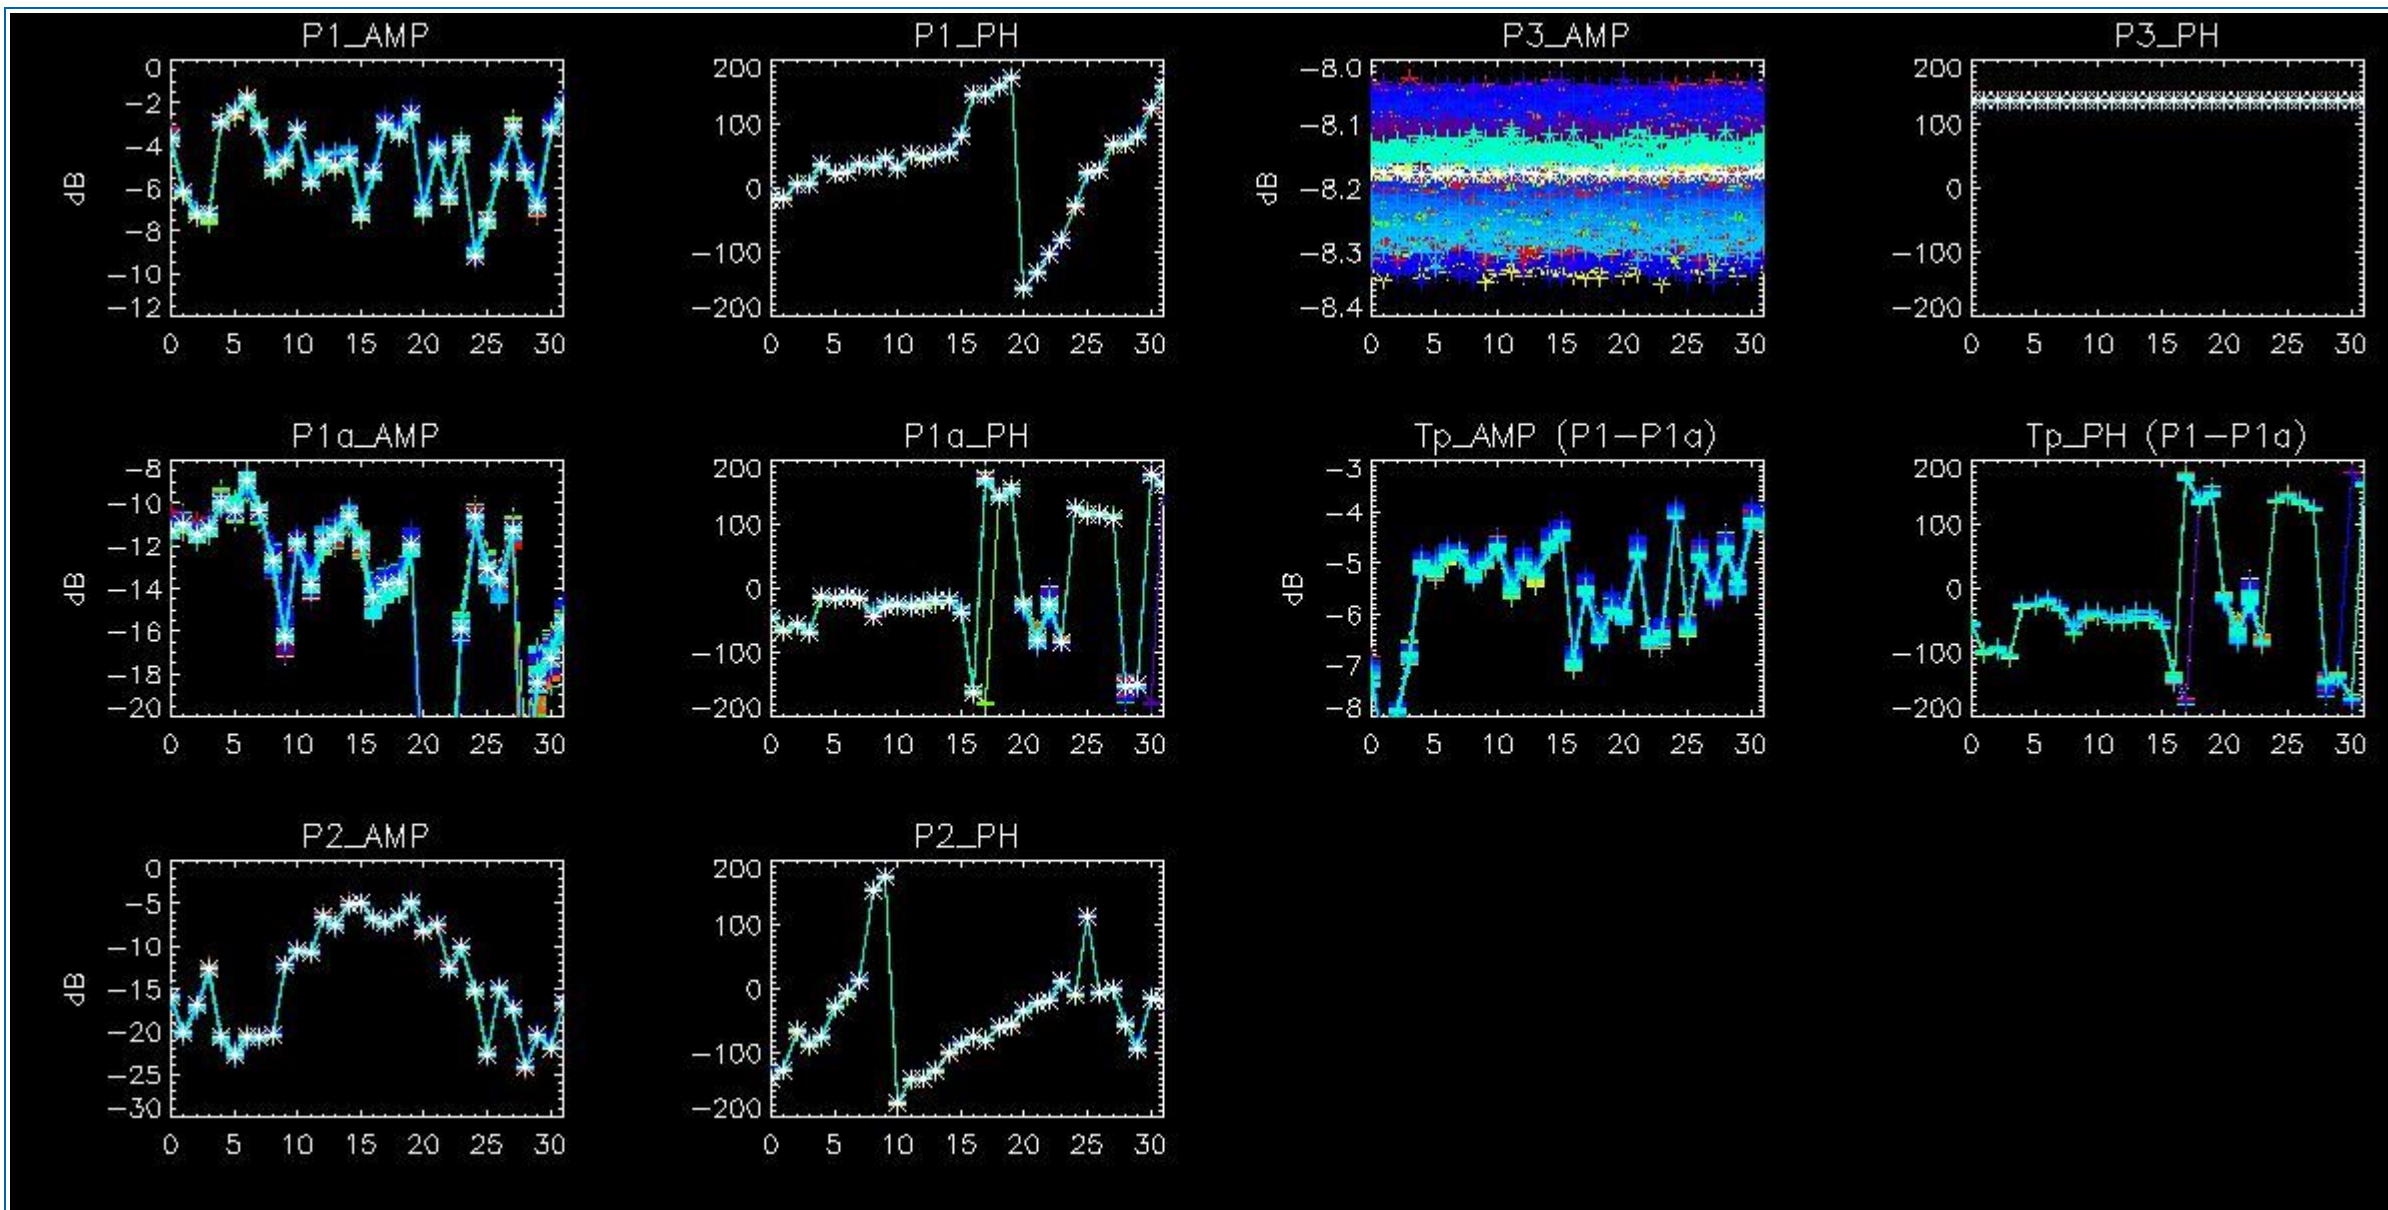 P1_AMP
P1_PH
P3_AMP
P3_PH
0
−2
−4
−6
−8
−10
−12
dB
0 5 10 15 20 25 30
200
100
0
−100
−200
0 5 10 15 20 25 30
−8.0
−8.1
−8.2
−8.3
−8.4
dB
0 5 10 15 20 25 30
200
100
0
−100
−200
0 5 10 15 20 25 30
P1a_AMP
P1a_PH
Tp_AMP (P1−P1a)
Tp_PH (P1−P1a)
−8
−10
−12
−14
−16
−18
−20
dB
0 5 10 15 20 25 30
200
100
0
−100
−200
0 5 10 15 20 25 30
−3
−4
−5
−6
−7
−8
dB
0 5 10 15 20 25 30
200
100
0
−100
−200
0 5 10 15 20 25 30
P2_AMP
P2_PH
0
−5
−10
−15
−20
−25
−30
dB
0 5 10 15 20 25 30
200
100
0
−100
−200
0 5 10 15 20 25 30